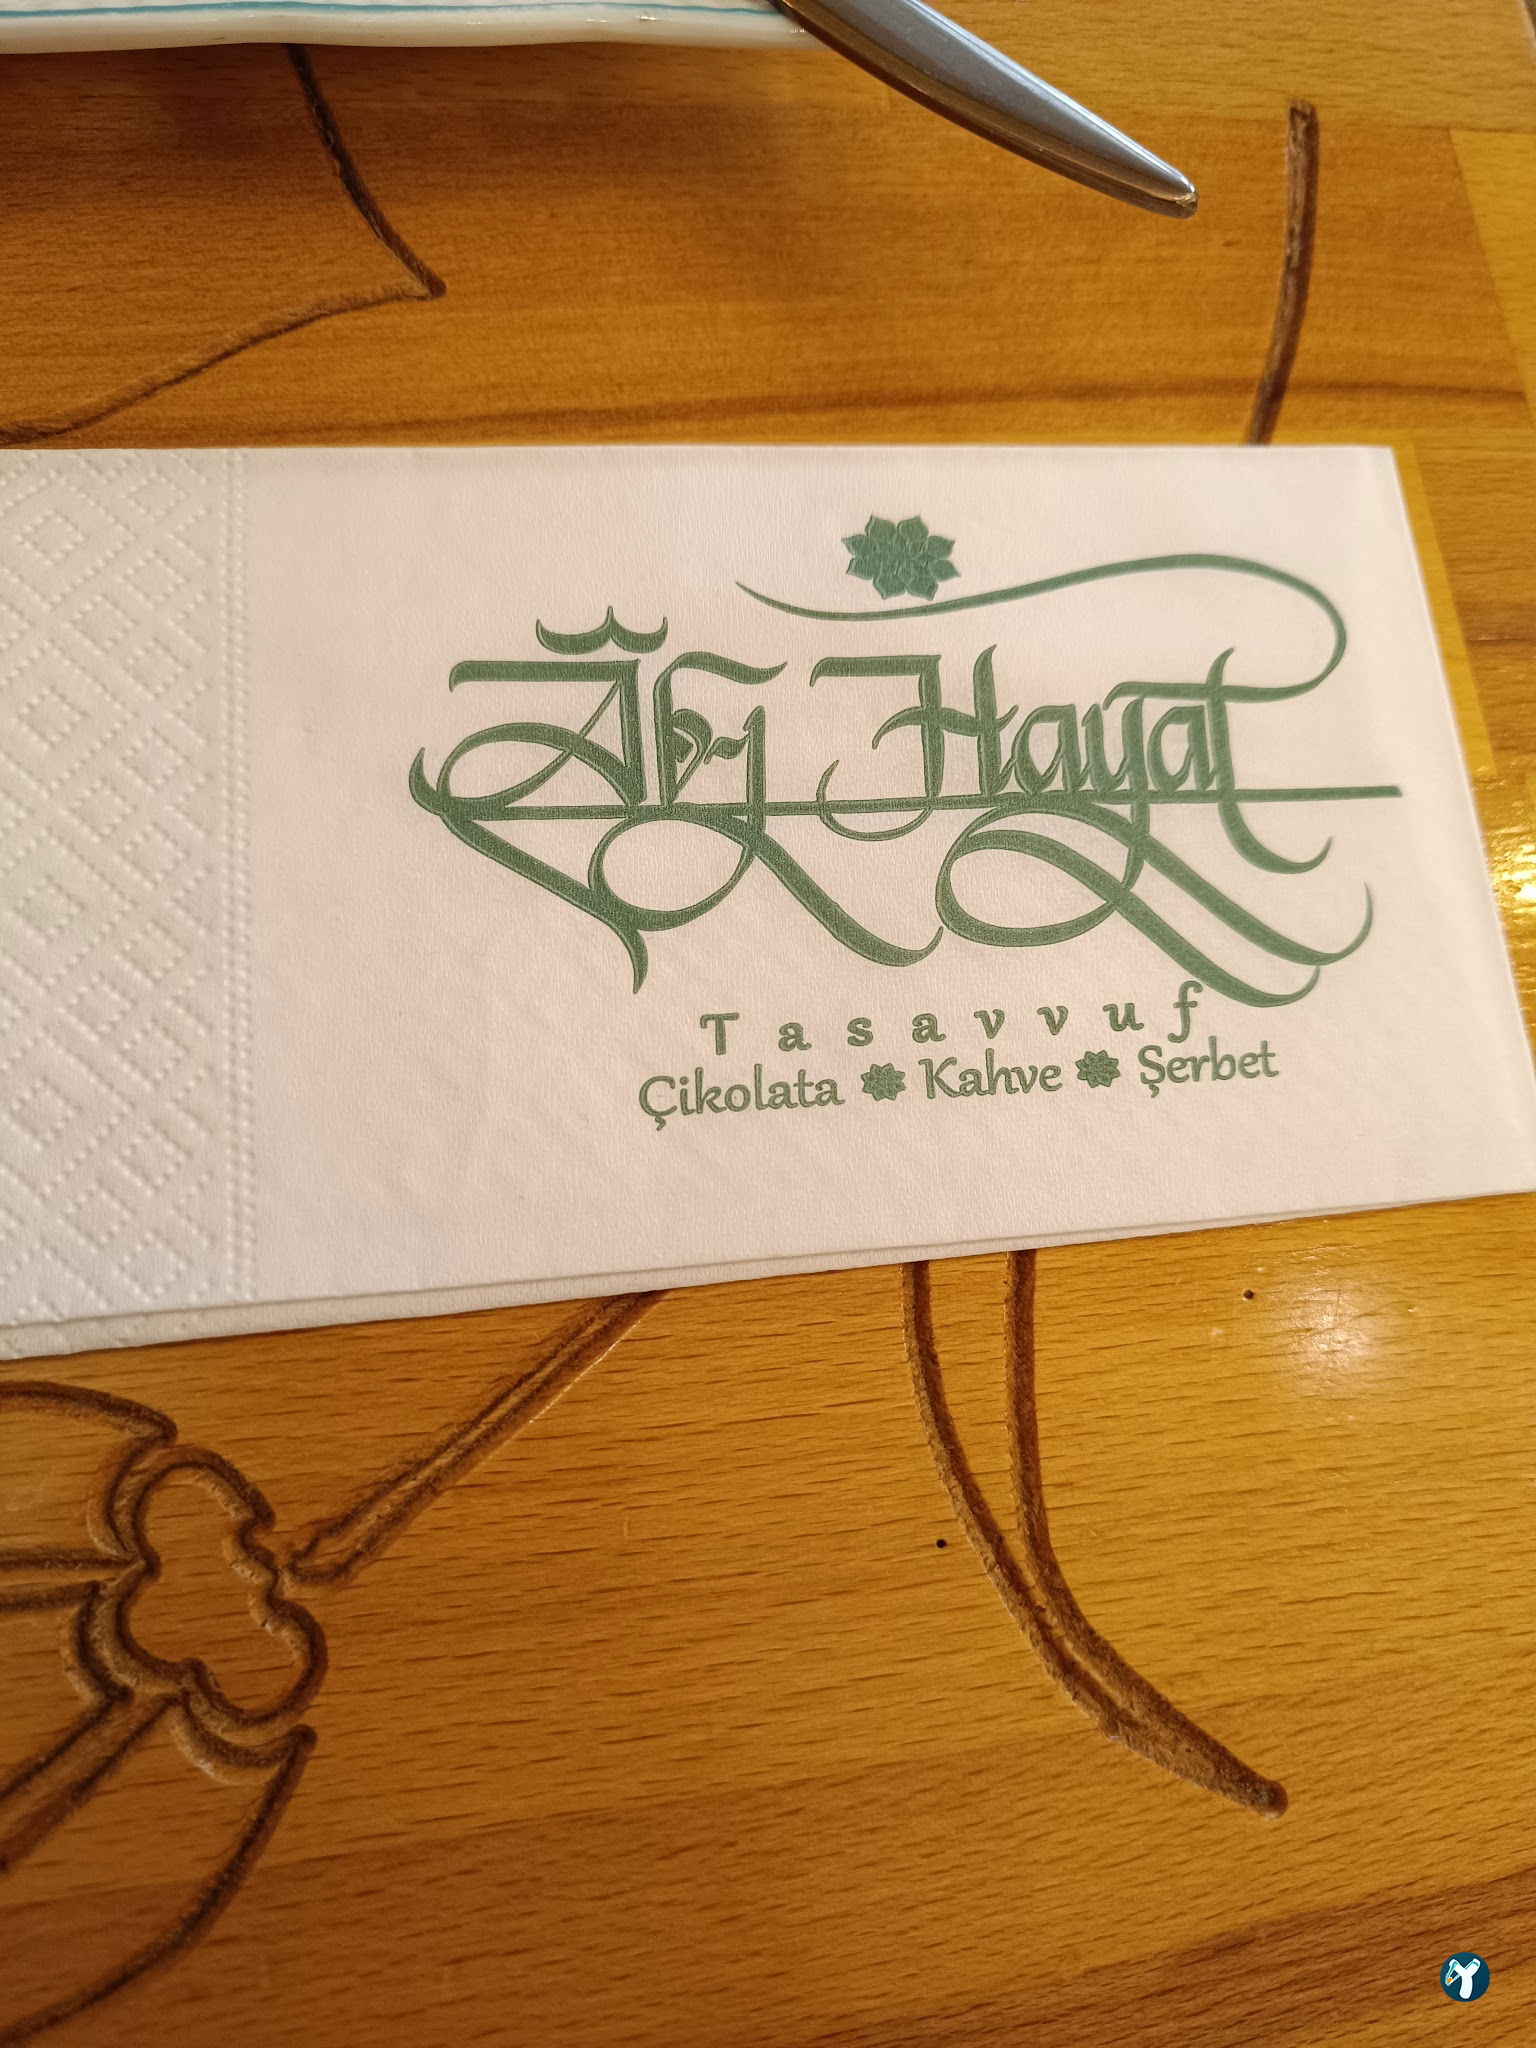 Âb-ı Hayat
Tasavvuf
Çikolata Kahve Şerbet